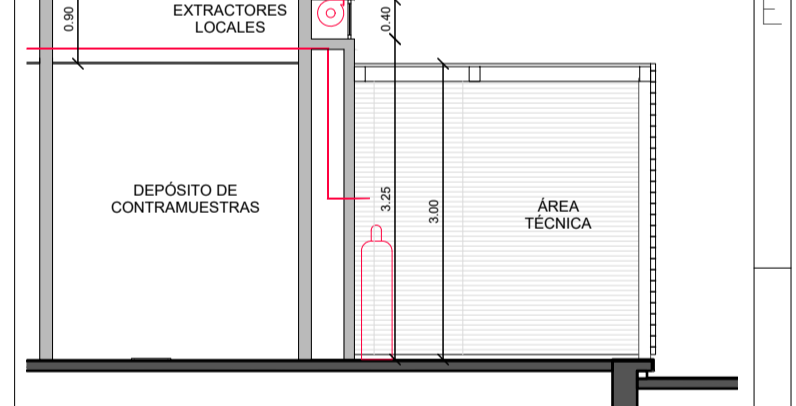 0.90
EXTRACTORES
LOCALES
0.40
DEPÓSITO DE
CONTRAMUESTRAS
3.25
3.00
ÁREA
TÉCNICA